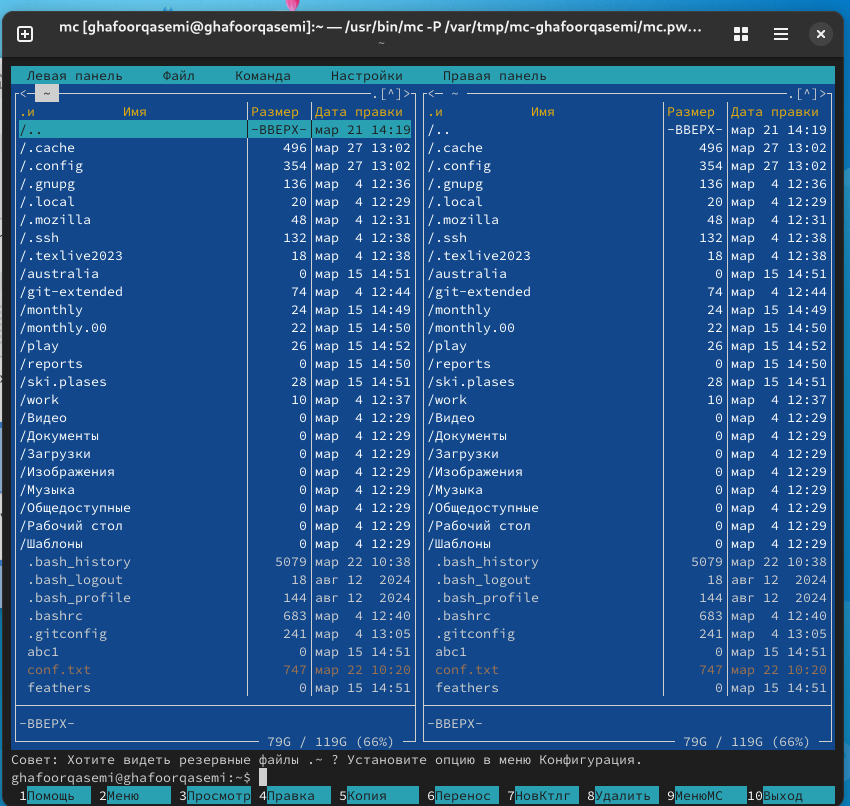 mc [ghafoorqasemi@ghafoorqasemi]:~ — /usr/bin/mc -P /var/tmp/mc-ghafoorqasemi/mc.pw…
~
Левая панель Файл Команда Настройки Правая панель
<- ~ .[^]> <- ~ .[^]>
.и Имя Размер Дата правки .и Имя Размер Дата правки
/.. -ВВЕРХ- мар 21 14:19 /.. -ВВЕРХ- мар 21 14:19
/.cache 496 мар 27 13:02 /.cache 496 мар 27 13:02
/.config 354 мар 27 13:02 /.config 354 мар 27 13:02
/.gnupg 136 мар 4 12:36 /.gnupg 136 мар 4 12:36
/.local 20 мар 4 12:29 /.local 20 мар 4 12:29
/.mozilla 48 мар 4 12:31 /.mozilla 48 мар 4 12:31
/.ssh 132 мар 4 12:38 /.ssh 132 мар 4 12:38
/.texlive2023 18 мар 4 12:38 /.texlive2023 18 мар 4 12:38
/australia 0 мар 15 14:51 /australia 0 мар 15 14:51
/git-extended 74 мар 4 12:44 /git-extended 74 мар 4 12:44
/monthly 24 мар 15 14:49 /monthly 24 мар 15 14:49
/monthly.00 22 мар 15 14:50 /monthly.00 22 мар 15 14:50
/play 26 мар 15 14:52 /play 26 мар 15 14:52
/reports 0 мар 15 14:50 /reports 0 мар 15 14:50
/ski.plases 28 мар 15 14:51 /ski.plases 28 мар 15 14:51
/work 10 мар 4 12:37 /work 10 мар 4 12:37
/Видео 0 мар 4 12:29 /Видео 0 мар 4 12:29
/Документы 0 мар 4 12:29 /Документы 0 мар 4 12:29
/Загрузки 0 мар 4 12:29 /Загрузки 0 мар 4 12:29
/Изображения 0 мар 4 12:29 /Изображения 0 мар 4 12:29
/Музыка 0 мар 4 12:29 /Музыка 0 мар 4 12:29
/Общедоступные 0 мар 4 12:29 /Общедоступные 0 мар 4 12:29
/Рабочий стол 0 мар 4 12:29 /Рабочий стол 0 мар 4 12:29
/Шаблоны 0 мар 4 12:29 /Шаблоны 0 мар 4 12:29
.bash_history 5079 мар 22 10:38 .bash_history 5079 мар 22 10:38
.bash_logout 18 авг 12 2024 .bash_logout 18 авг 12 2024
.bash_profile 144 авг 12 2024 .bash_profile 144 авг 12 2024
.bashrc 683 мар 4 12:40 .bashrc 683 мар 4 12:40
.gitconfig 241 мар 4 13:05 .gitconfig 241 мар 4 13:05
abc1 0 мар 15 14:51 abc1 0 мар 15 14:51
conf.txt 747 мар 22 10:20 conf.txt 747 мар 22 10:20
feathers 0 мар 15 14:51 feathers 0 мар 15 14:51
-ВВЕРХ- -ВВЕРХ-
79G / 119G (66%) 79G / 119G (66%)
Совет: Хотите видеть резервные файлы .~ ? Установите опцию в меню Конфигурация.
ghafoorqasemi@ghafoorqasemi:~$
1Помощь 2Меню 3Просмотр 4Правка 5Копия 6Перенос 7НовКтлг 8Удалить 9МенюMC 10Выход